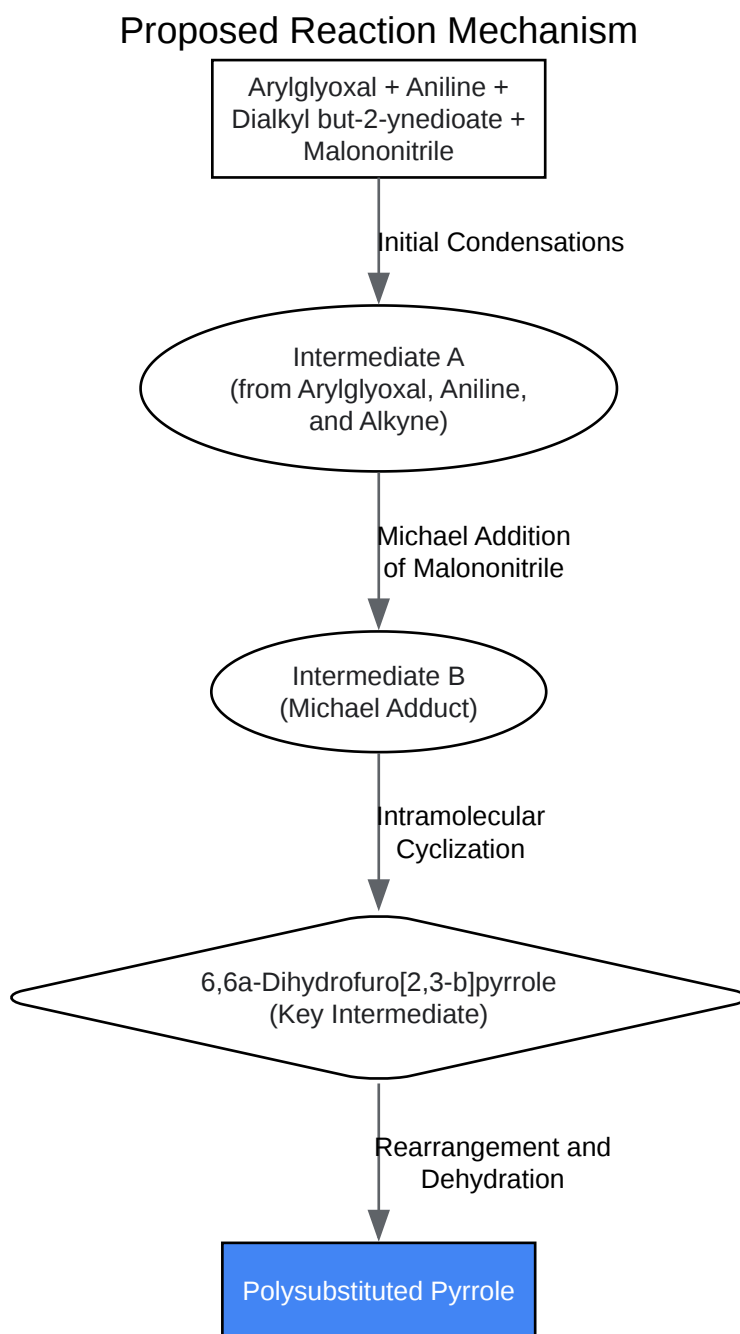 Proposed Reaction Mechanism
Arylglyoxal + Aniline +
Dialkyl but-2-ynedioate +
Malononitrile
Initial Condensations
Intermediate A
(from Arylglyoxal, Aniline,
and Alkyne)
Michael Addition
of Malononitrile
Intermediate B
(Michael Adduct)
Intramolecular
Cyclization
6,6a-Dihydrofuro[2,3-b]pyrrole
(Key Intermediate)
Rearrangement and
Dehydration
Polysubstituted Pyrrole